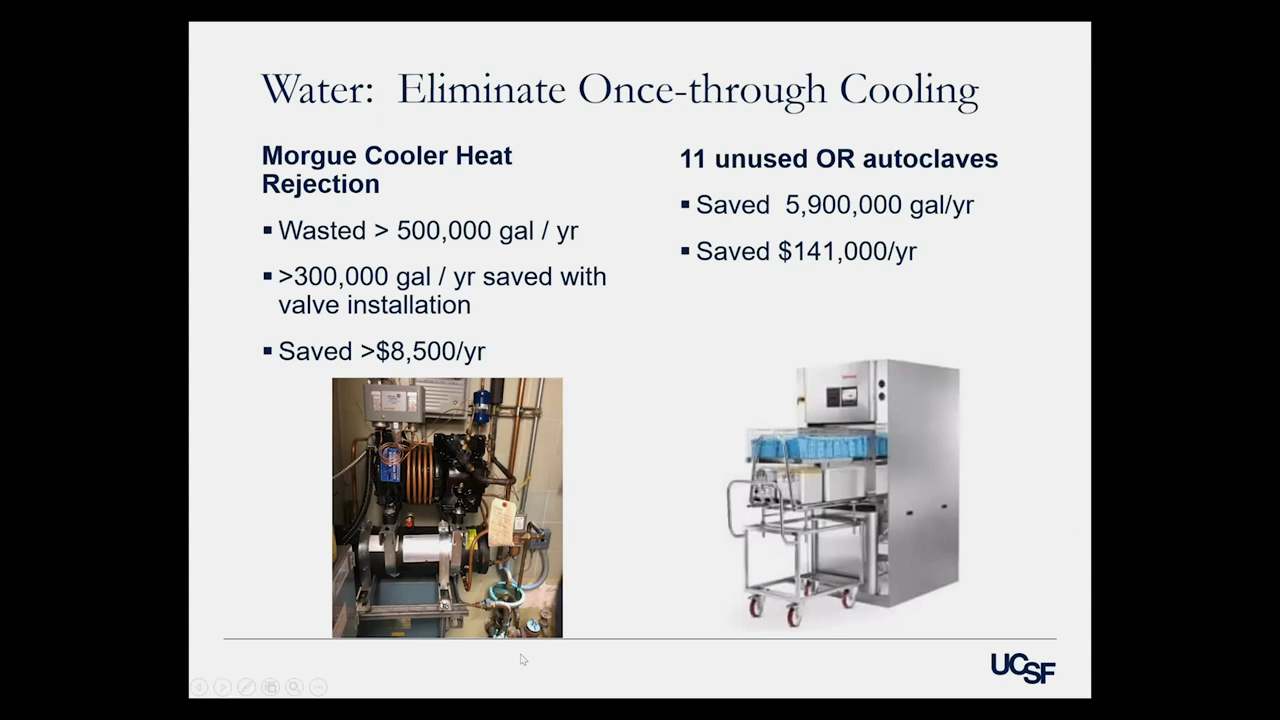 Water:  Eliminate Once-through Cooling
Morgue Cooler Heat
Rejection
▪ Wasted > 500,000 gal / yr
▪ >300,000 gal / yr saved with
valve installation
▪ Saved >$8,500/yr
11 unused OR autoclaves
▪ Saved  5,900,000 gal/yr
▪ Saved $141,000/yr
UCSF